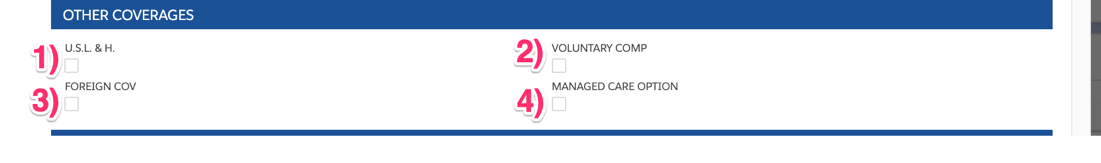 OTHER COVERAGES
1) U.S.L. & H.
2) VOLUNTARY COMP
3) FOREIGN COV
4) MANAGED CARE OPTION